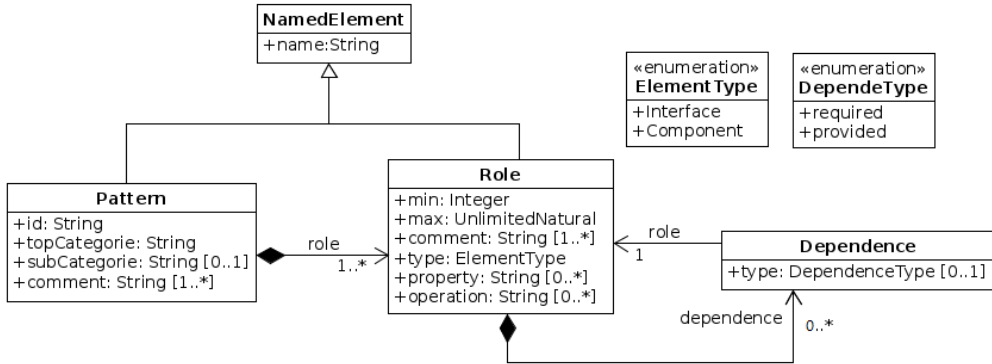 NamedElement
+name:String
«enumeration»
ElementType
+Interface
+Component
«enumeration»
DependeType
+required
+provided
Pattern
+id: String
+topCategorie: String
+subCategorie: String [0..1]
+comment: String [1..*]
role
1..*
Role
+min: Integer
+max: UnlimitedNatural
+comment: String [1..*]
+type: ElementType
+property: String [0..*]
+operation: String [0..*]
role
1
Dependence
+type: DependenceType [0..1]
dependence
0..*